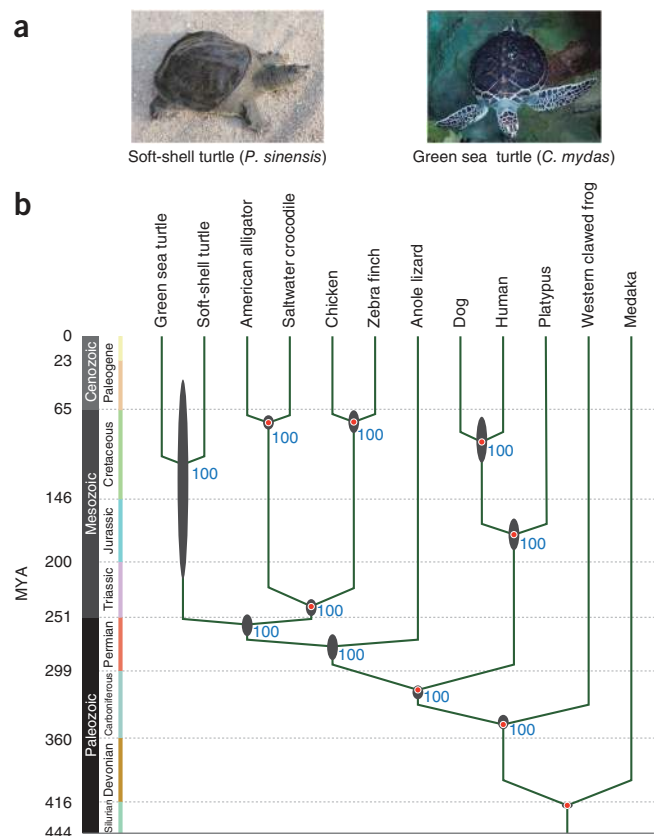 a
Soft-shell turtle (P. sinensis)
Green sea turtle (C. mydas)
b
Green sea turtle
Soft-shell turtle
American alligator
Saltwater crocodile
Chicken
Zebra finch
Anole lizard
Dog
Human
Platypus
Western clawed frog
Medaka
MYA
0
23
65
146
200
251
299
360
416
444
Cenozoic
Mesozoic
Paleozoic
Paleogene
Cretaceous
Jurassic
Triassic
Permian
Carboniferous
Devonian
Silurian
100
100
100
100
100
100
100
100
100
100